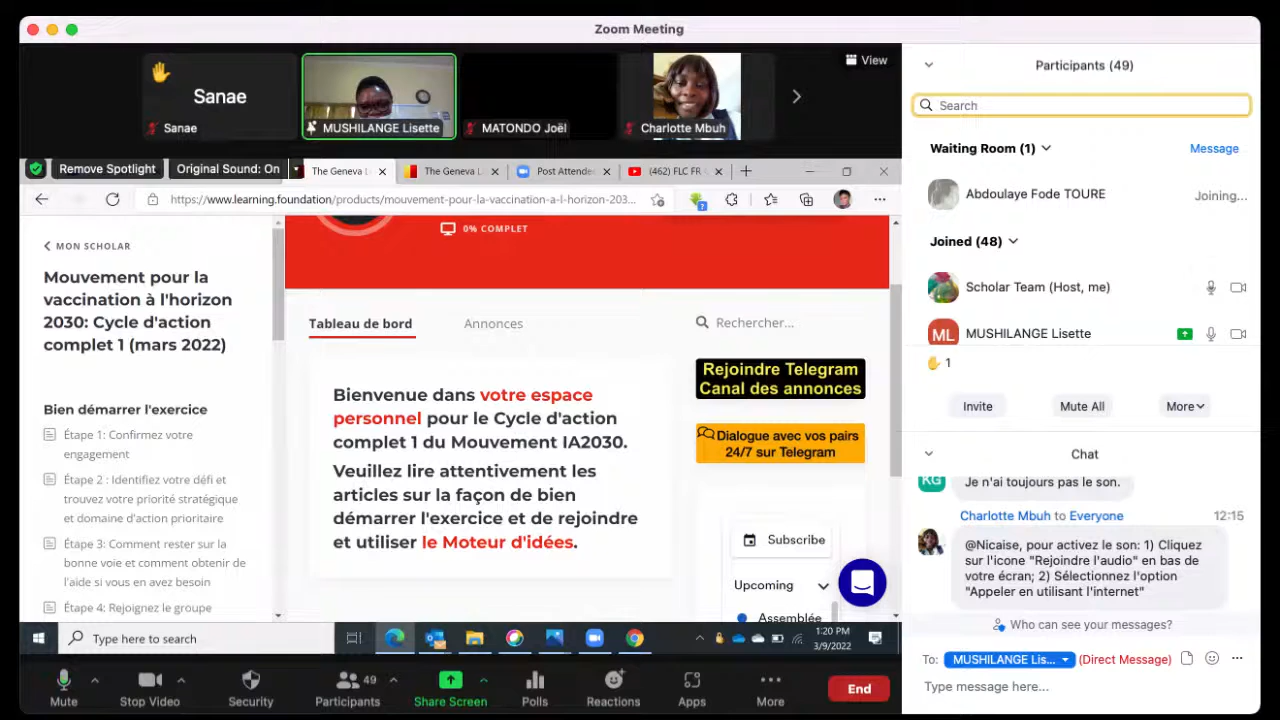 Zoom Meeting
View
Sanae
Sanae
MUSHILANGE Lisette
MATONDO Joël
Charlotte Mbuh
Remove Spotlight
Original Sound: On
The Geneva L
The Geneva L
Post Attende
(462) FLC FR
https://www.learning.foundation/products/mouvement-pour-la-vaccination-a-l-horizon-203...
MON SCHOLAR
Mouvement pour la
vaccination à l'horizon
2030: Cycle d'action
complet 1 (mars 2022)
Bien démarrer l'exercice
Étape 1: Confirmez votre
engagement
Étape 2 : Identifiez votre défi et
trouvez votre priorité stratégique
et domaine d'action prioritaire
Étape 3: Comment rester sur la
bonne voie et comment obtenir de
l'aide si vous en avez besoin
Étape 4: Rejoignez le groupe
0% COMPLET
Tableau de bord
Annonces
Rechercher...
Bienvenue dans votre espace
personnel pour le Cycle d'action
complet 1 du Mouvement IA2030.
Veuillez lire attentivement les
articles sur la façon de bien
démarrer l'exercice et de rejoindre
et utiliser le Moteur d'idées.
Rejoindre Telegram
Canal des annonces
Dialogue avec vos pairs
24/7 sur Telegram
Subscribe
Upcoming
Assemblée
Type here to search
1:20 PM
3/9/2022
Mute
Stop Video
Security
Participants
49
Share Screen
Polls
Reactions
Apps
More
End
Participants (49)
Search
Waiting Room (1)
Message
Abdoulaye Fode TOURE
Joining...
Joined (48)
Scholar Team (Host, me)
ML
MUSHILANGE Lisette
1
Invite
Mute All
More
Chat
KG
Je n'ai toujours pas le son.
Charlotte Mbuh to Everyone
12:15
@Nicaise, pour activez le son: 1) Cliquez
sur l'icone "Rejoindre l'audio" en bas de
votre écran; 2) Sélectionnez l'option
"Appeler en utilisant l'internet"
Who can see your messages?
To:
MUSHILANGE Lis...
(Direct Message)
Type message here...